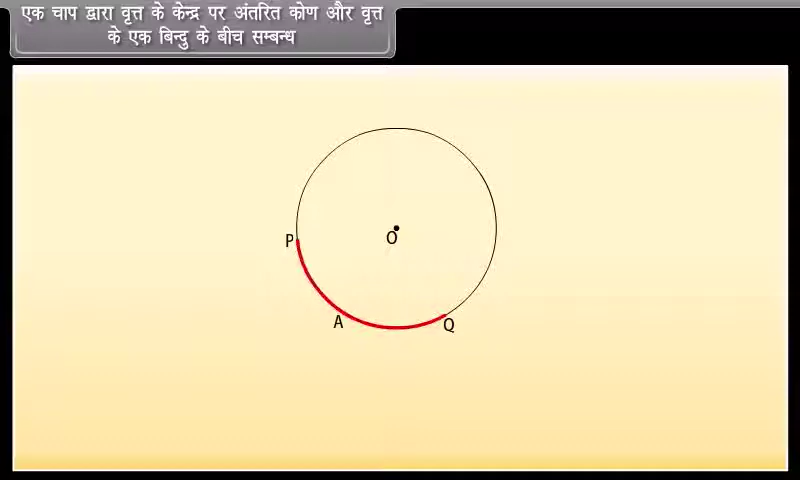 एक चाप द्वारा वृत्त के केन्द्र पर अंतरित कोण और वृत्त
के एक बिन्दु के बीच सम्बन्ध
O
P
A
Q